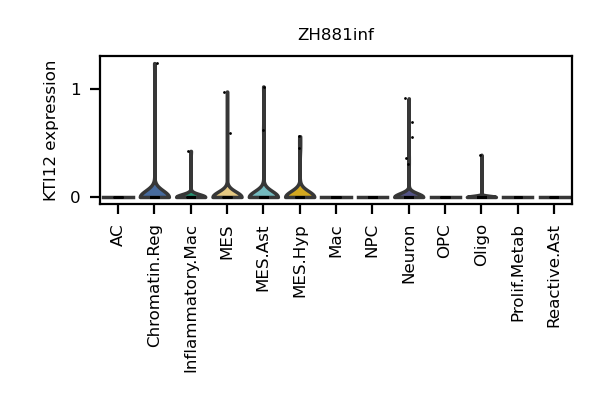 ZH881inf
KTI12 expression
1
0
AC
Chromatin.Reg
Inflammatory.Mac
MES
MES.Ast
MES.Hyp
Mac
NPC
Neuron
OPC
Oligo
Prolif.Metab
Reactive.Ast